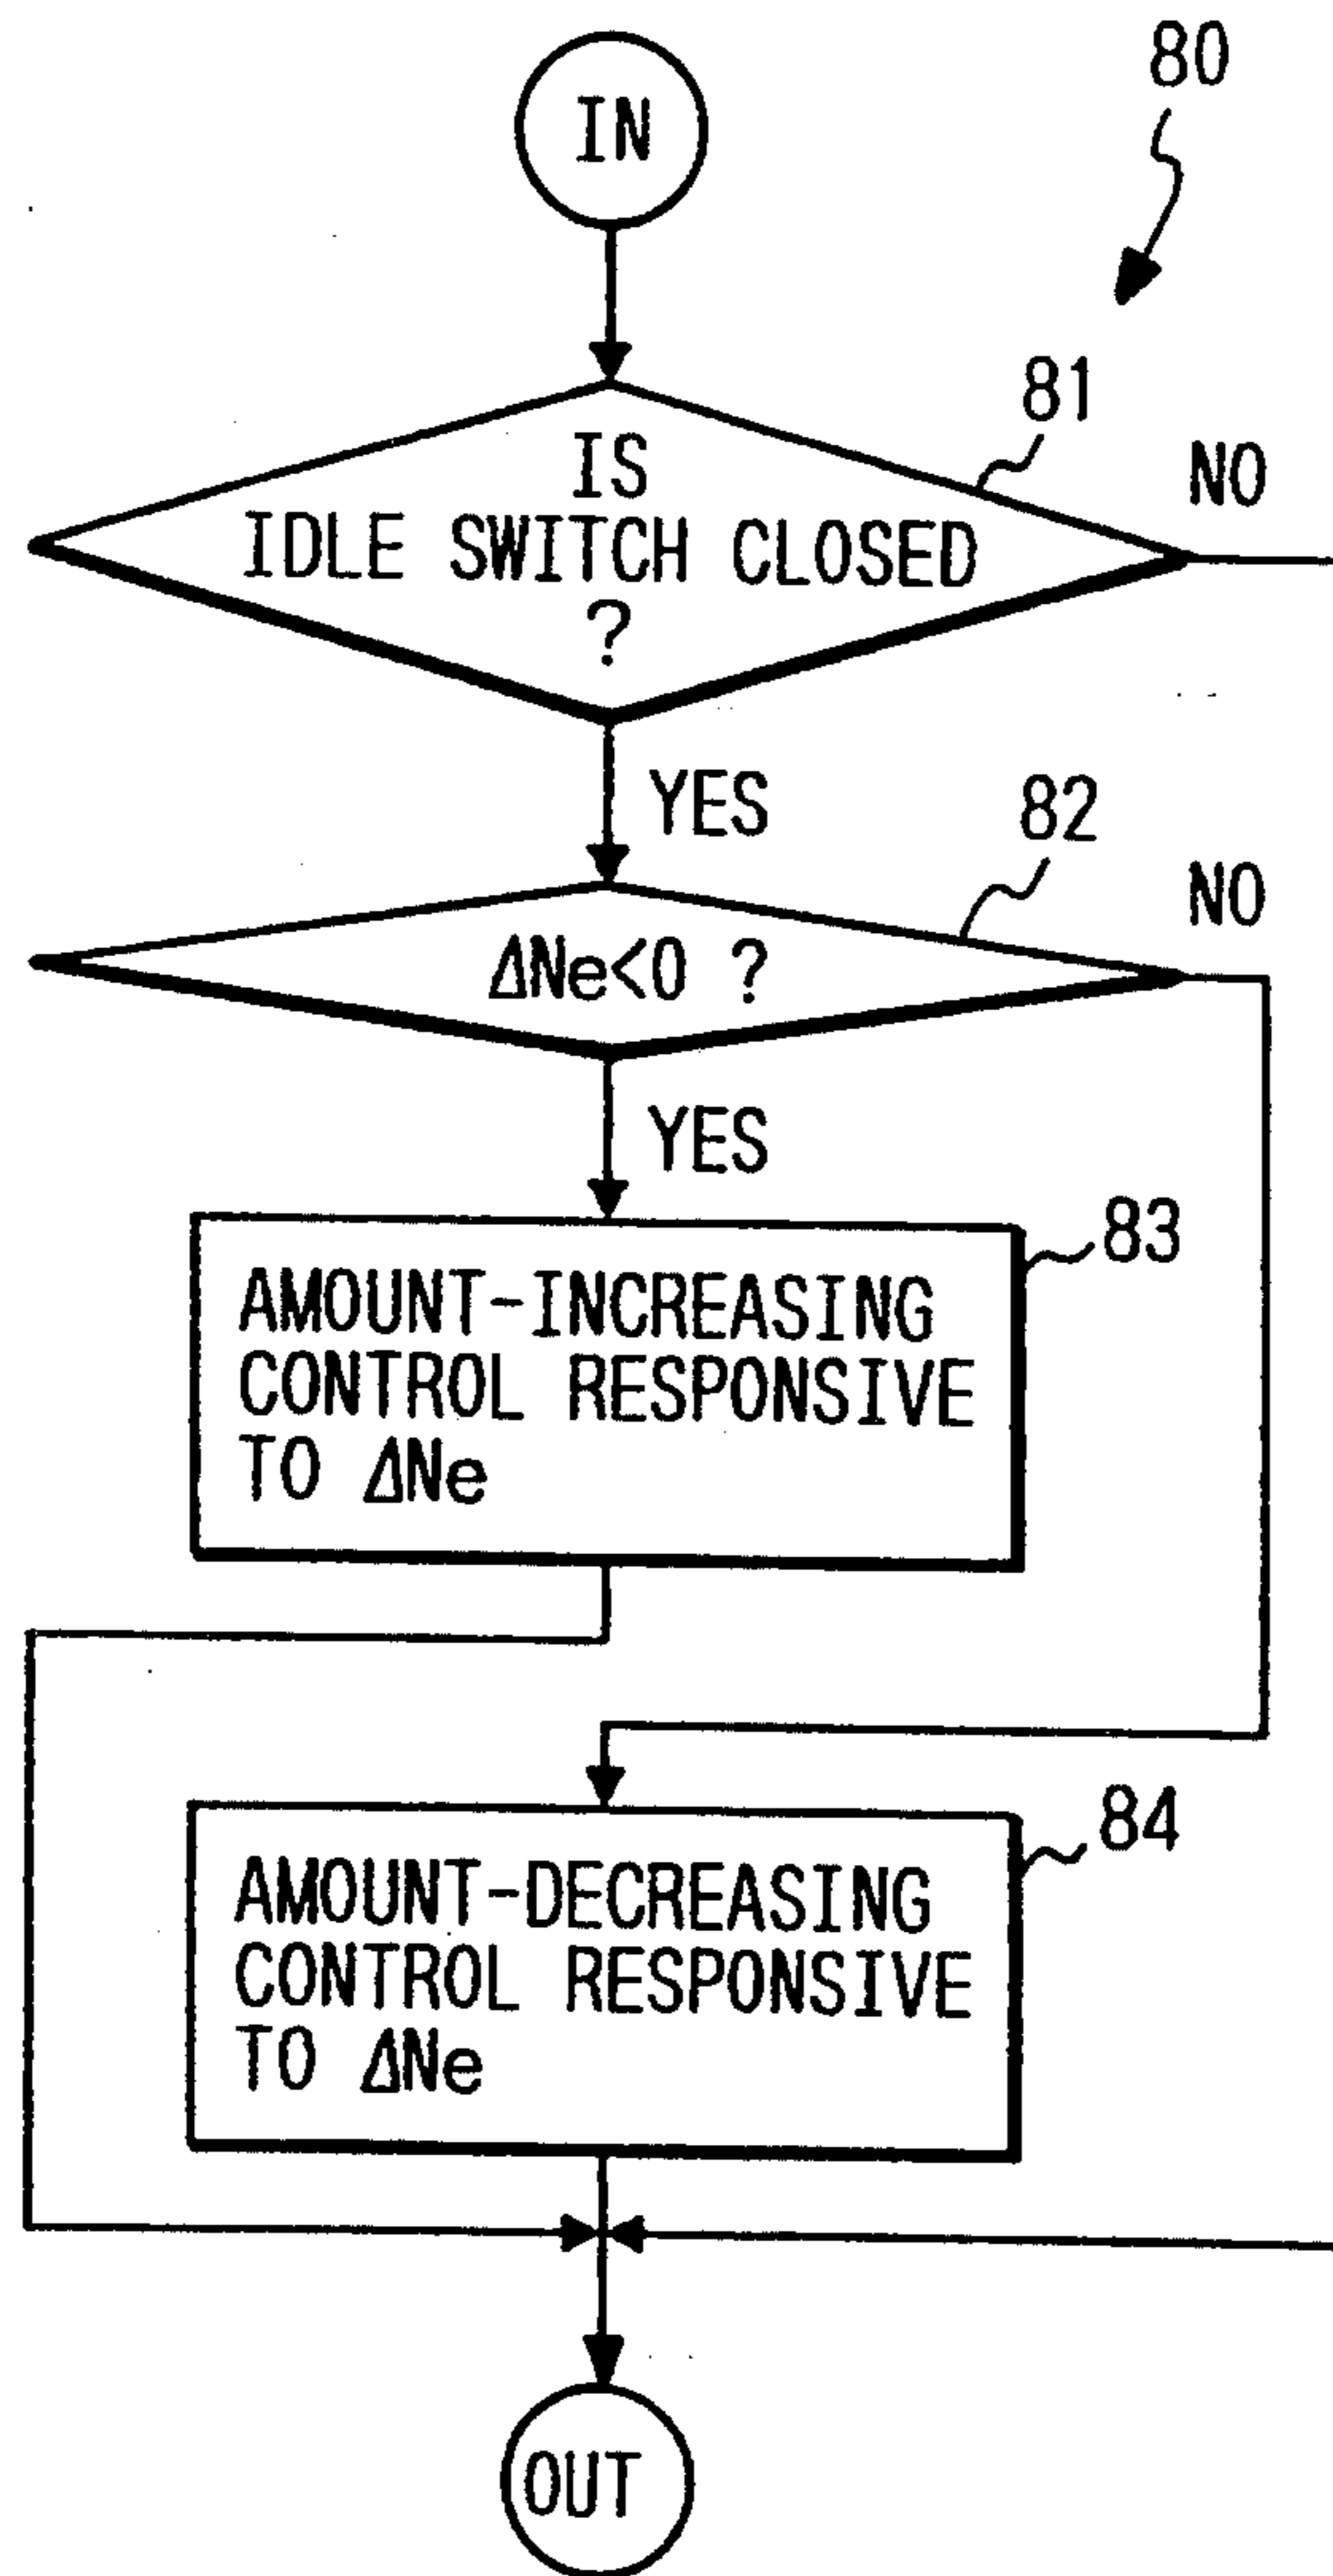 80
IN
81
NO
IS
IDLE SWITCH CLOSED
?
YES
82
NO
ΔNe<0 ?
YES
83
AMOUNT-INCREASING
CONTROL RESPONSIVE
TO ΔNe
84
AMOUNT-DECREASING
CONTROL RESPONSIVE
TO ΔNe
OUT